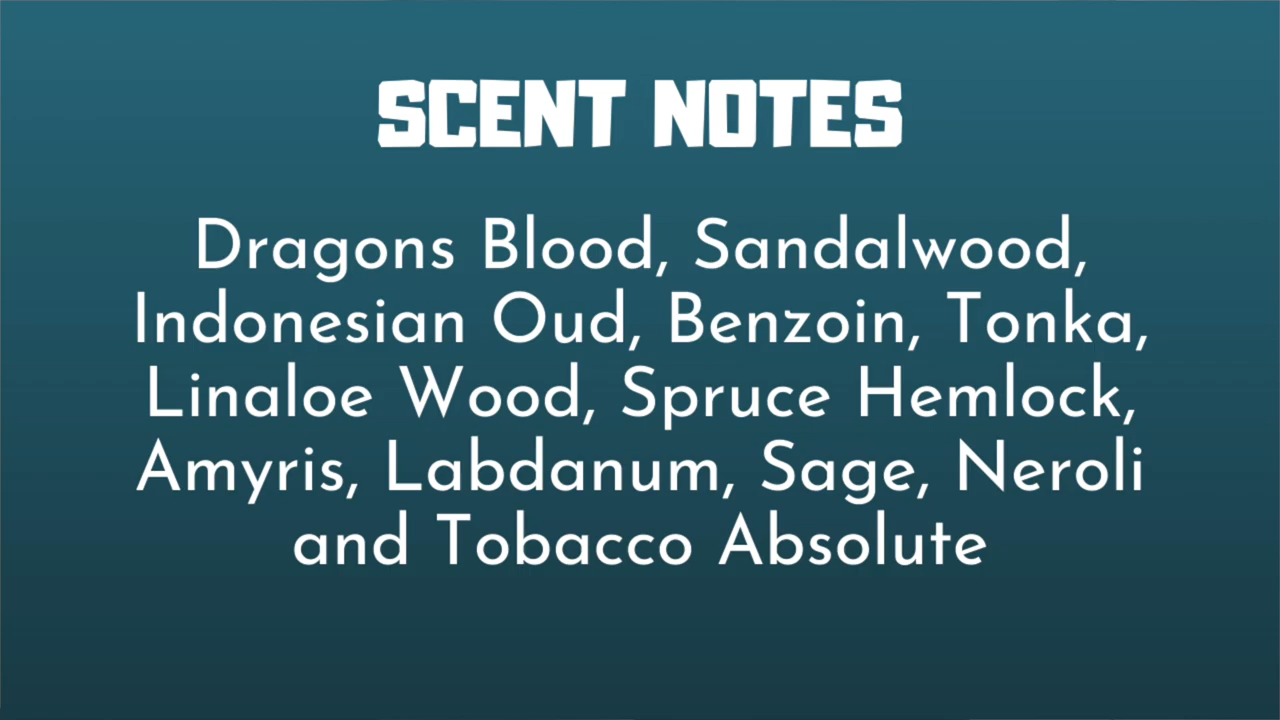 SCENT NOTES
Dragons Blood, Sandalwood,
Indonesian Oud, Benzoin, Tonka,
Linaloe Wood, Spruce Hemlock,
Amyris, Labdanum, Sage, Neroli
and Tobacco Absolute